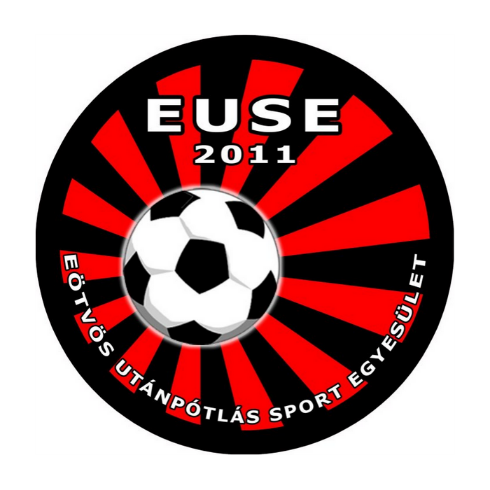 EUSE
2011
EÖTVÖS UTÁNPÓTLÁS SPORT EGYESÜLET